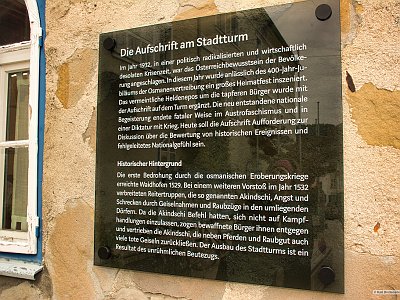 Die Aufschrift am Stadtturm
Im Jahr 1932, in einer politisch radikalisierten und wirtschaftlich
desolaten Krisenzeit, war das Österreichbewusstsein der Bevölke-
rung angeschlagen. In diesem Jahr wurde anlässlich des 400-Jahr-Ju-
biläums der Osmanenvertreibung ein großes Heimatfest inszeniert.
Das vermeintliche Heldenepos um die tapferen Bürger wurde mit
der Aufschrift auf dem Turm ergänzt. Die neu entstandene nationale
Begeisterung endete fataler Weise im Austrofaschismus und in
einer Diktatur mit Krieg. Heute soll die Aufschrift Aufforderung zur
Diskussion über die Bewertung von historischen Ereignissen und
fehlgeleitetes Nationalgefühl sein.
Historischer Hintergrund
Die erste Bedrohung durch die osmanischen Eroberungskriege
erreichte Waidhofen 1529. Bei einem weiteren Vorstoß im Jahr 1532
verbreiteten Reitertruppen, die so genannten Akindschi, Angst und
Schrecken durch Geiselnahmen und Raubzüge in den umliegenden
Dörfern. Da die Akindschi Befehl hatten, sich nicht auf Kampf-
handlungen einzulassen, zogen bewaffnete Bürger ihnen entgegen
und vertrieben die Akindschi, die neben Pferden und Raubgut auch
viele tote Geiseln zurückließen. Der Ausbau des Stadtturms ist ein
Resultat des unrühmlichen Beutezugs.